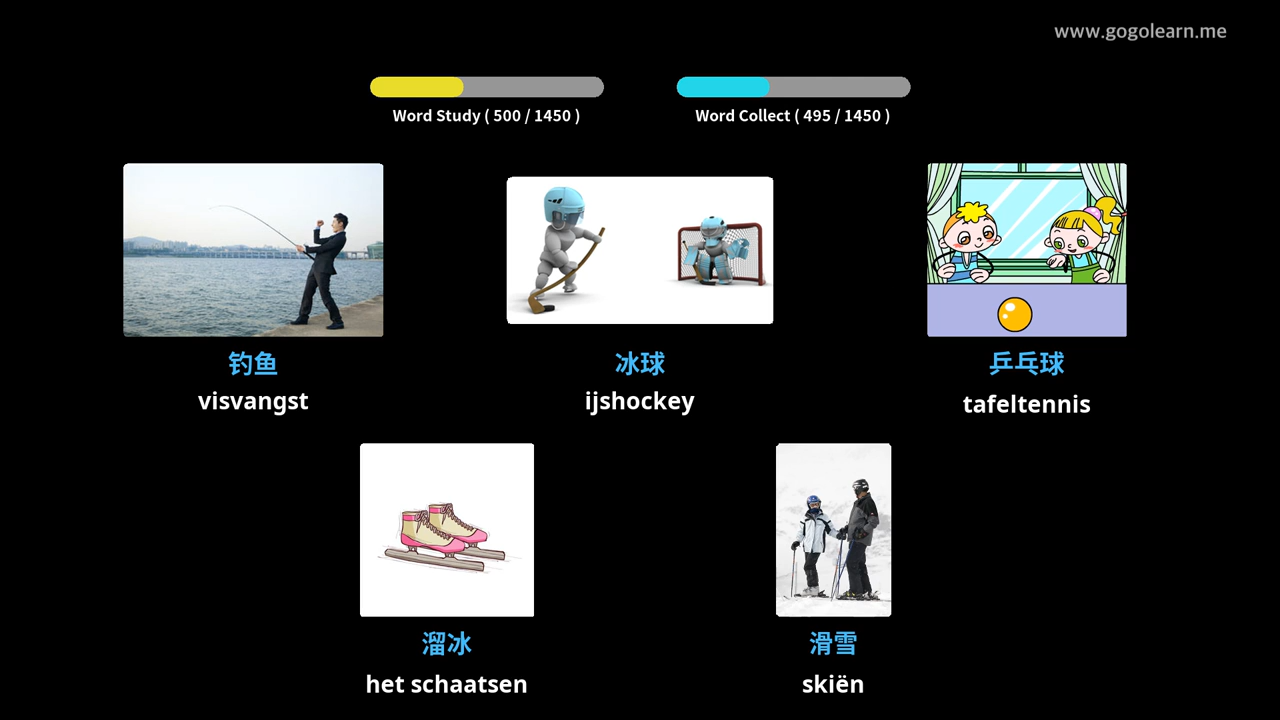 www.gogolearn.me
Word Study ( 500 / 1450 )
Word Collect ( 495 / 1450 )
钓鱼
visvangst
冰球
ijshockey
乒乓球
tafeltennis
溜冰
het schaatsen
滑雪
skiën